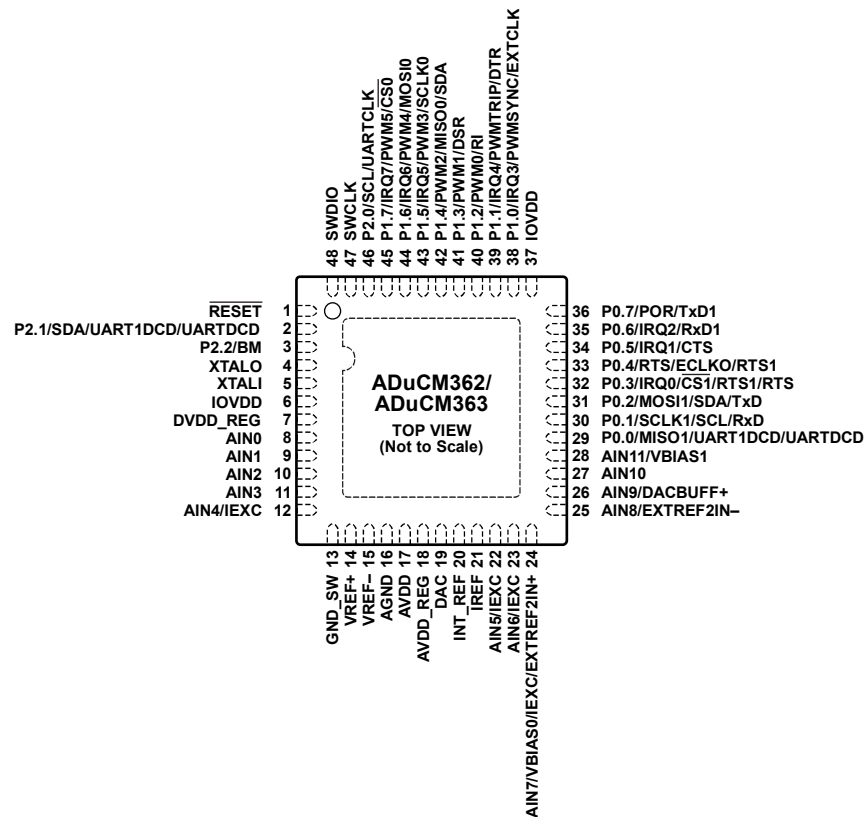 48 SWDIO
47 SWCLK
46 P2.0/SCL/UARTCLK
45 P1.7/IRQ7/PWM5/CS0
44 P1.6/IRQ6/PWM4/MOSI0
43 P1.5/IRQ5/PWM3/SCLK0
42 P1.4/PWM2/MISO0/SDA
41 P1.3/PWM1/DSR
40 P1.2/PWM0/RI
39 P1.1/IRQ4/PWMTRIP/DTR
38 P1.0/IRQ3/PWMSYNC/EXTCLK
37 IOVDD
RESET 1
P2.1/SDA/UART1DCD/UARTDCD 2
P2.2/BM 3
XTALO 4
XTALI 5
IOVDD 6
DVDD_REG 7
AIN0 8
AIN1 9
AIN2 10
AIN3 11
AIN4/IEXC 12
ADuCM362/
ADuCM363
TOP VIEW
(Not to Scale)
36 P0.7/POR/TxD1
35 P0.6/IRQ2/RxD1
34 P0.5/IRQ1/CTS
33 P0.4/RTS/ECLKO/RTS1
32 P0.3/IRQ0/CS1/RTS1/RTS
31 P0.2/MOSI1/SDA/TxD
30 P0.1/SCLK1/SCL/RxD
29 P0.0/MISO1/UART1DCD/UARTDCD
28 AIN11/VBIAS1
27 AIN10
26 AIN9/DACBUFF+
25 AIN8/EXTREF2IN–
GND_SW 13
VREF+ 14
VREF– 15
AGND 16
AVDD 17
AVDD_REG 18
DAC 19
INT_REF 20
IREF 21
AIN5/IEXC 22
AIN6/IEXC 23
AIN7/VBIAS0/IEXC/EXTREF2IN+ 24